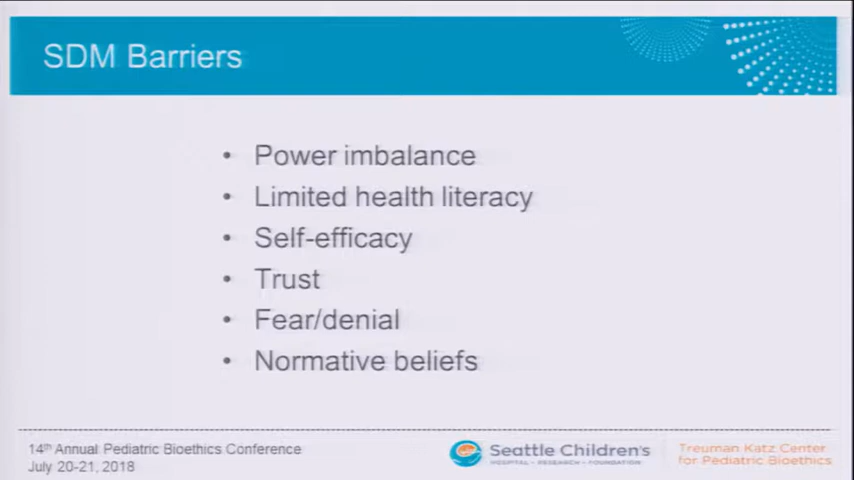 SDM Barriers
• Power imbalance
• Limited health literacy
• Self-efficacy
• Trust
• Fear/denial
• Normative beliefs
14th Annual Pediatric Bioethics Conference
July 20-21, 2018
Seattle Children's
HOSPITAL • RESEARCH • FOUNDATION
Treuman Katz Center
for Pediatric Bioethics